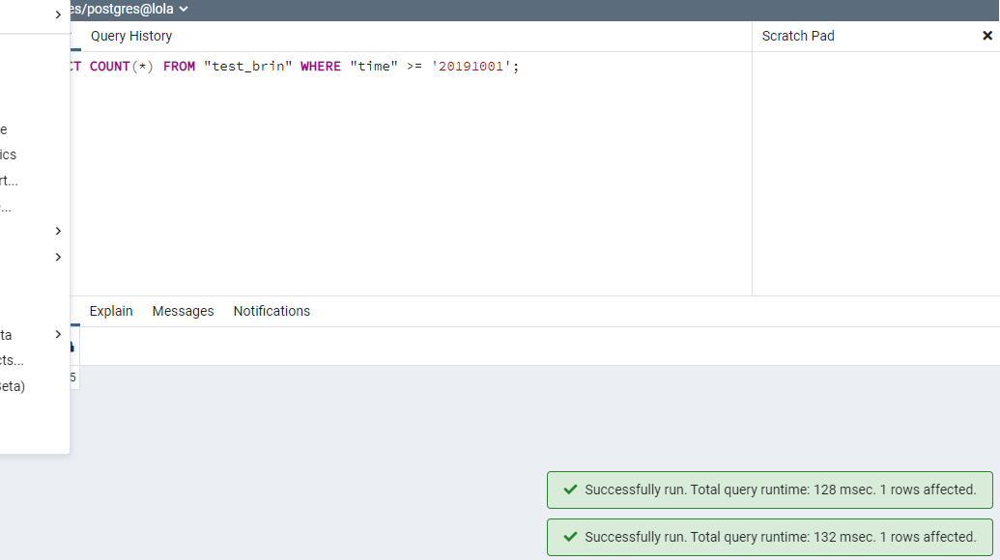 es/postgres@lola
Query History
Scratch Pad
CT COUNT(*) FROM "test_brin" WHERE "time" >= '20191001';
e
ics
rt...
...
Explain
Messages
Notifications
ta
cts...
Beta)
5
Successfully run. Total query runtime: 128 msec. 1 rows affected.
Successfully run. Total query runtime: 132 msec. 1 rows affected.